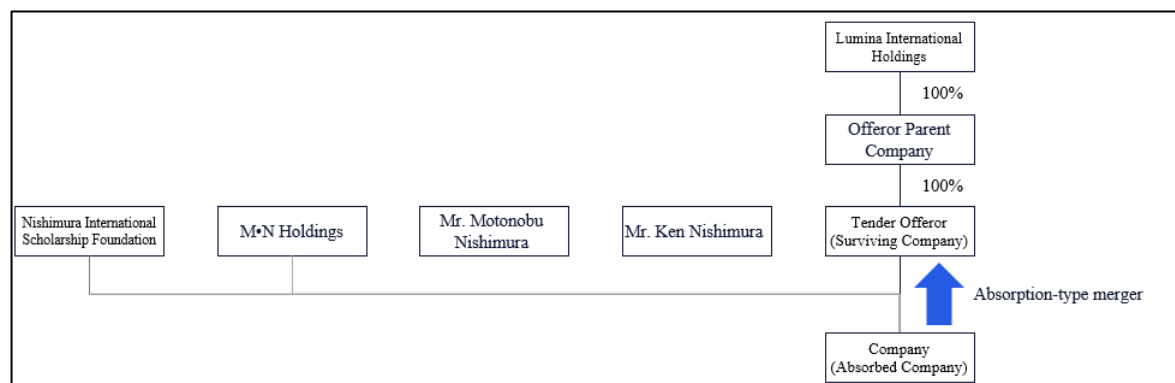 Lumina International
Holdings
100%
Offeror Parent
Company
100%
Nishimura International
Scholarship Foundation
M•N Holdings
Mr. Motonobu
Nishimura
Mr. Ken Nishimura
Tender Offeror
(Surviving Company)
Absorption-type merger
Company
(Absorbed Company)